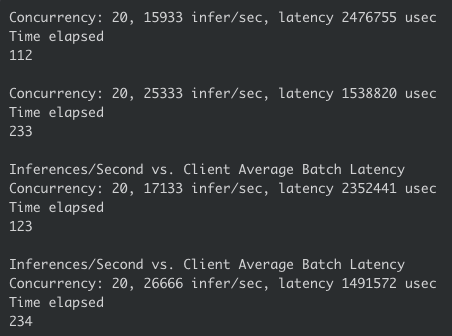 Concurrency: 20, 15933 infer/sec, latency 2476755 usec
Time elapsed
112
Concurrency: 20, 25333 infer/sec, latency 1538820 usec
Time elapsed
233
Inferences/Second vs. Client Average Batch Latency
Concurrency: 20, 17133 infer/sec, latency 2352441 usec
Time elapsed
123
Inferences/Second vs. Client Average Batch Latency
Concurrency: 20, 26666 infer/sec, latency 1491572 usec
Time elapsed
234